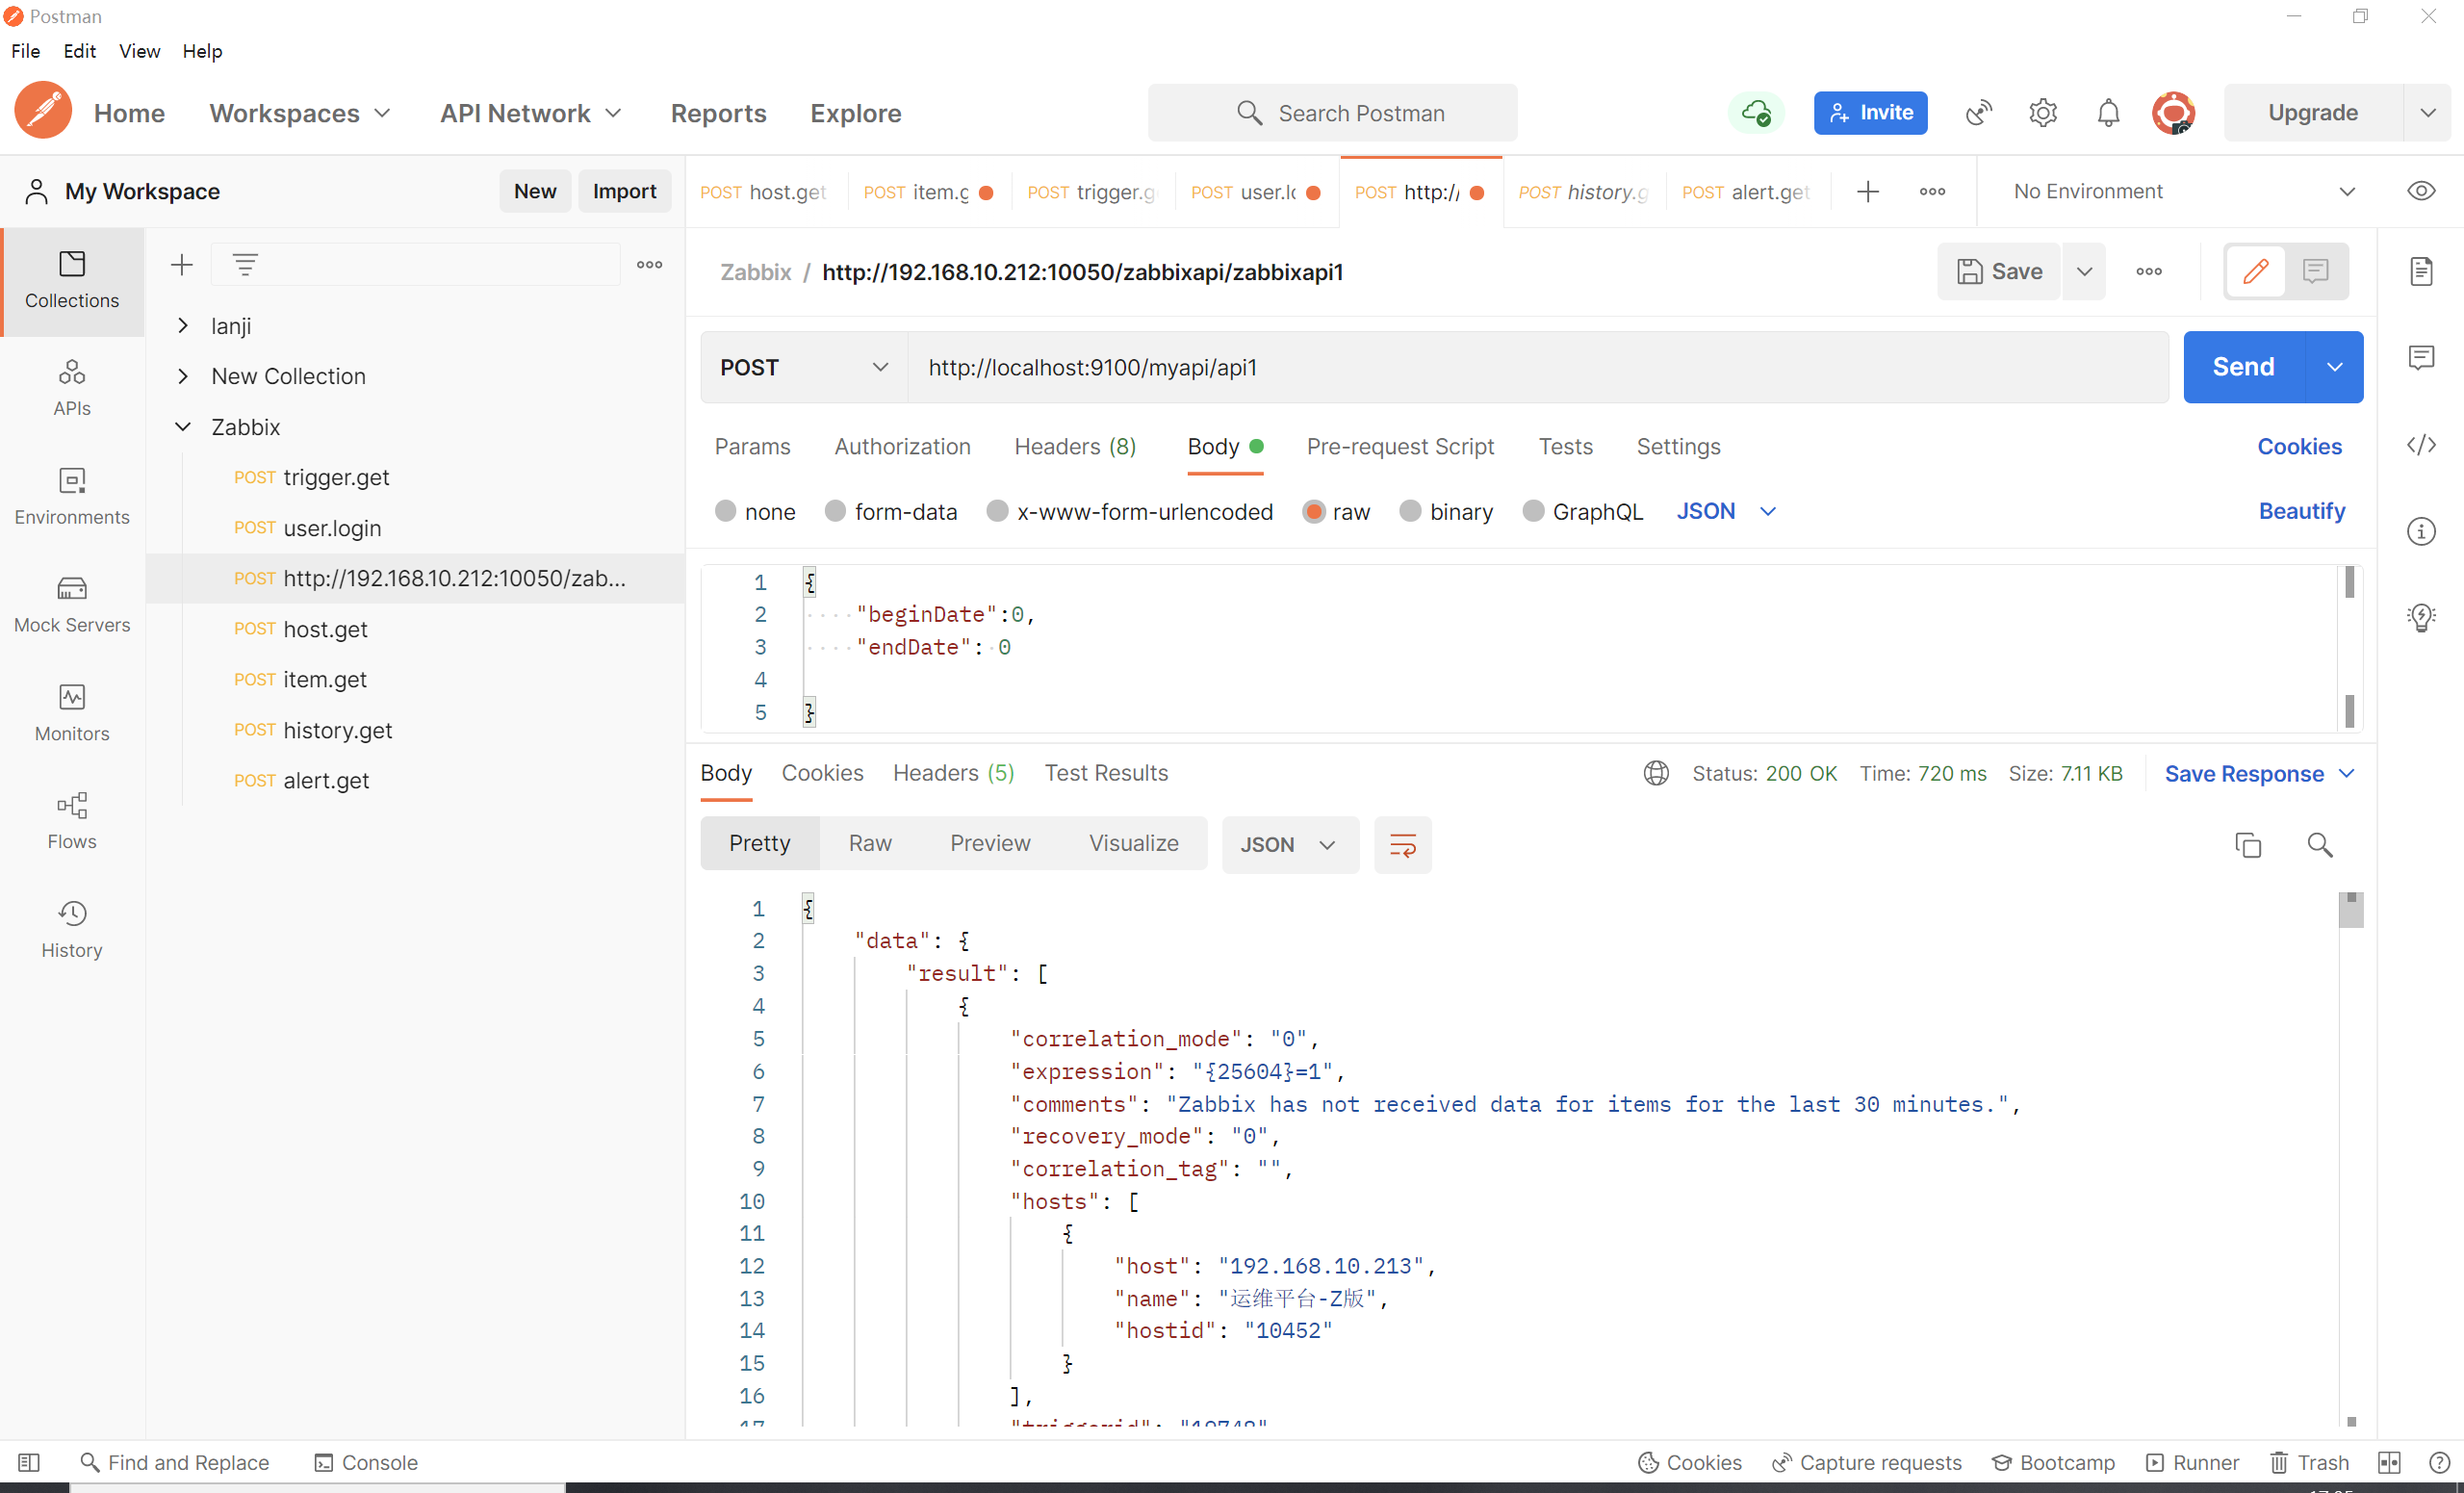 Postman
File Edit View Help
Home Workspaces API Network Reports Explore Search Postman Invite Upgrade
My Workspace New Import
POST host.get POST item.g POST trigger.g POST user.lo POST http:// POST history.g POST alert.get No Environment
Collections
APIs
Environments
Mock Servers
Monitors
Flows
History
lanji
New Collection
Zabbix
POST trigger.get
POST user.login
POST http://192.168.10.212:10050/zab...
POST host.get
POST item.get
POST history.get
POST alert.get
Zabbix / http://192.168.10.212:10050/zabbixapi/zabbixapi1 Save
POST http://localhost:9100/myapi/api1 Send
Params Authorization Headers (8) Body Pre-request Script Tests Settings Cookies
none form-data x-www-form-urlencoded raw binary GraphQL JSON Beautify
1 {
2 "beginDate":0,
3 "endDate": 0
4
5 }
Body Cookies Headers (5) Test Results Status: 200 OK Time: 720 ms Size: 7.11 KB Save Response
Pretty Raw Preview Visualize JSON
1 {
2 "data": {
3 "result": [
4 {
5 "correlation_mode": "0",
6 "expression": "{25604}=1",
7 "comments": "Zabbix has not received data for items for the last 30 minutes.",
8 "recovery_mode": "0",
9 "correlation_tag": "",
10 "hosts": [
11 {
12 "host": "192.168.10.213",
13 "name": "运维平台-Z版",
14 "hostid": "10452"
15 }
16 ],
17 "triggerid":
Find and Replace Console Cookies Capture requests Bootcamp Runner Trash